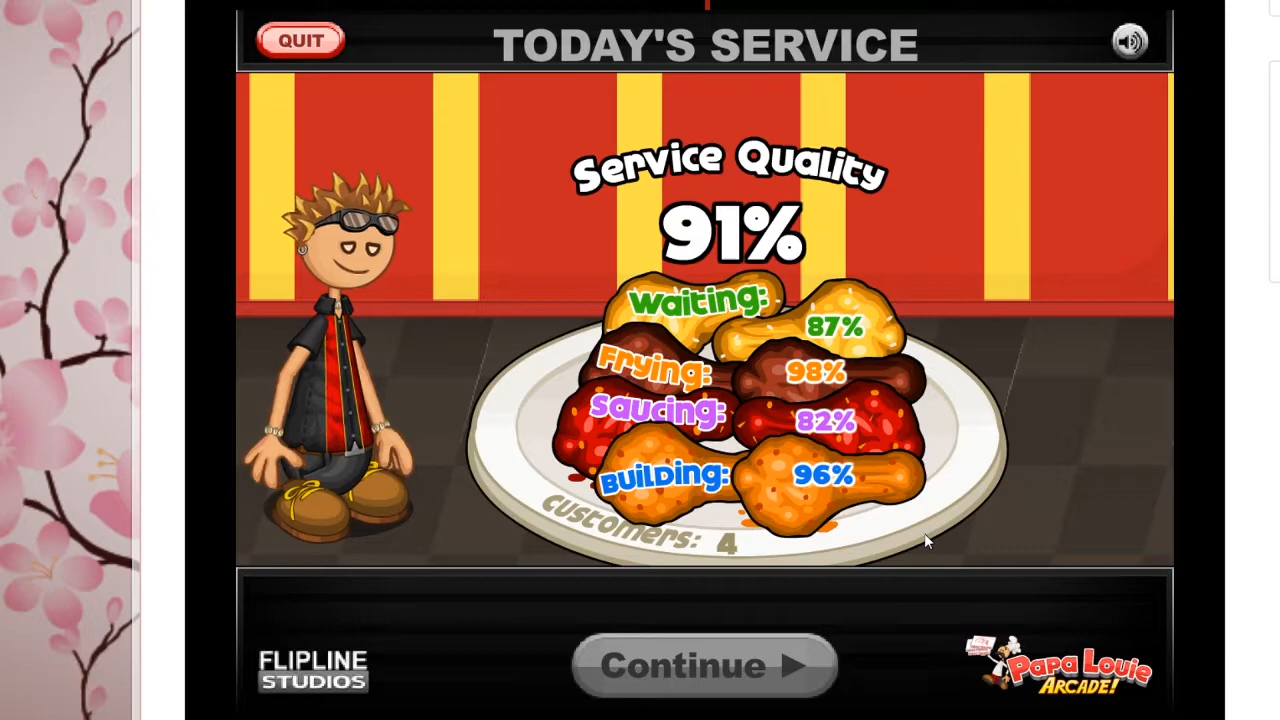 QUIT
TODAY'S SERVICE
Service Quality
91%
Waiting: 87%
Frying: 98%
Saucing: 82%
Building: 96%
customers: 4
FLIPLINE
STUDIOS
Continue
Papa Louie
ARCADE!